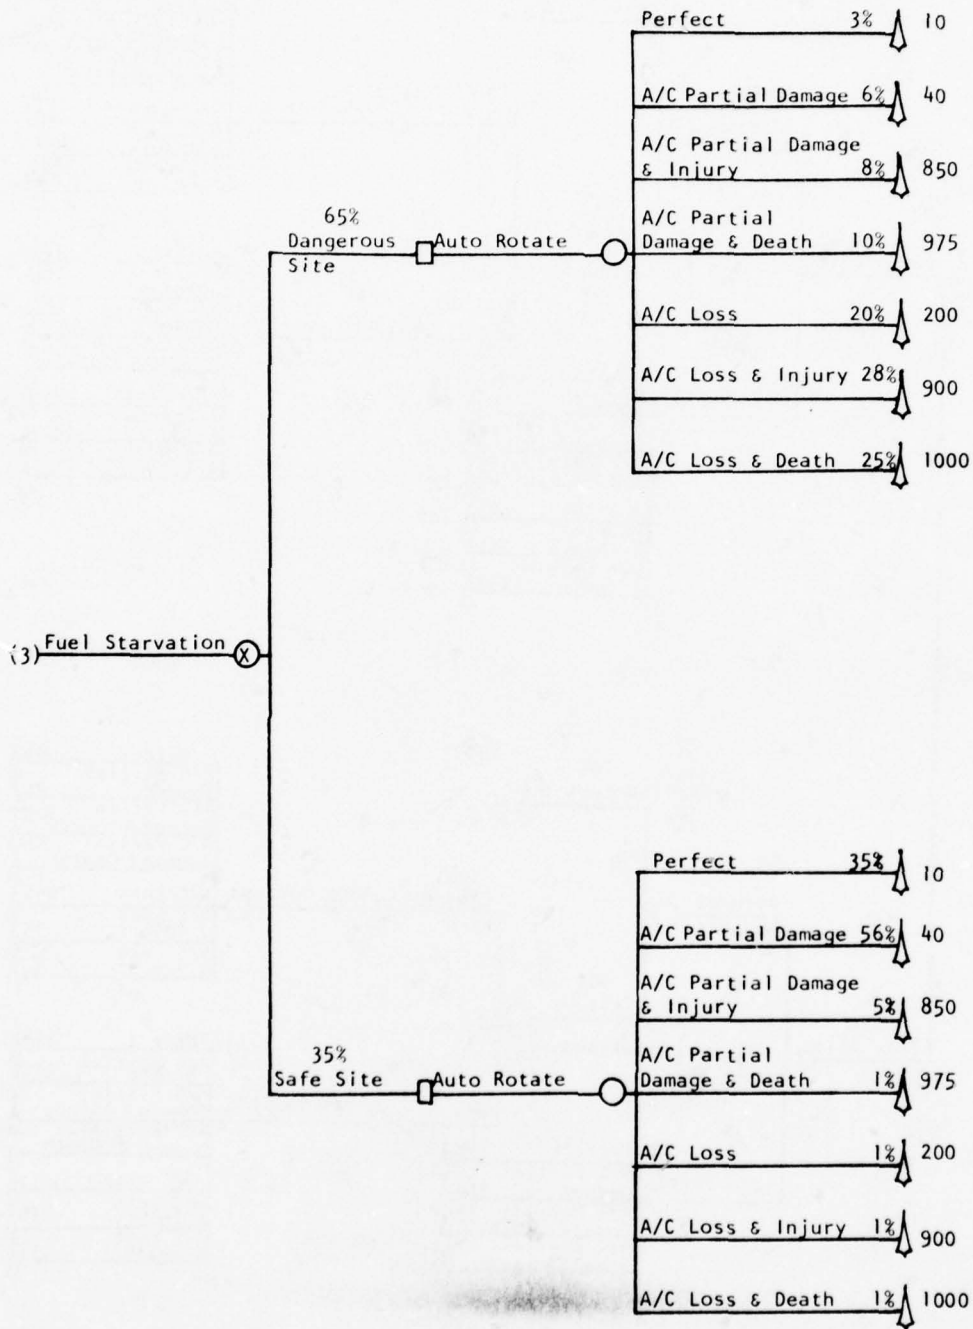 Perfect 3% 10
A/C Partial Damage 6% 40
A/C Partial Damage
& Injury 8% 850
A/C Partial
Damage & Death 10% 975
A/C Loss 20% 200
A/C Loss & Injury 28% 900
A/C Loss & Death 25% 1000
65%
Dangerous
Site
Auto Rotate
(3) Fuel Starvation X
35%
Safe Site
Auto Rotate
Perfect 35% 10
A/C Partial Damage 56% 40
A/C Partial Damage
& Injury 5% 850
A/C Partial
Damage & Death 1% 975
A/C Loss 1% 200
A/C Loss & Injury 1% 900
A/C Loss & Death 1% 1000